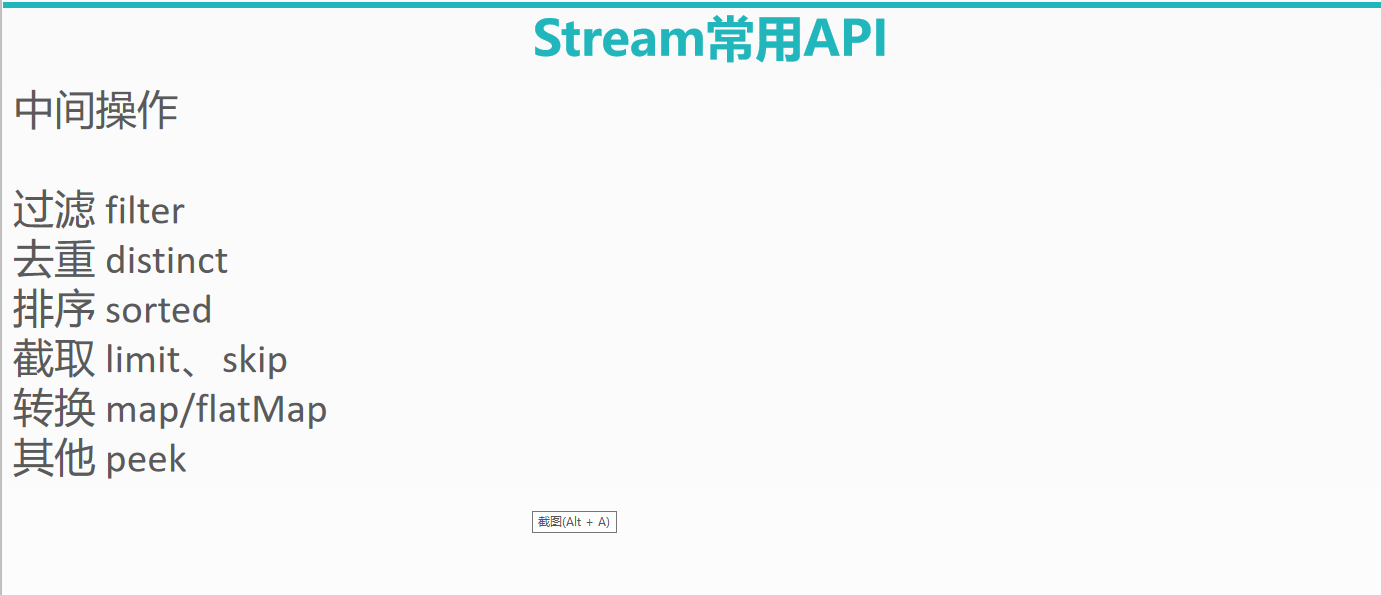 Stream常用API
中间操作
过滤 filter
去重 distinct
排序 sorted
截取 limit、skip
转换 map/flatMap
其他 peek
截图(Alt + A)